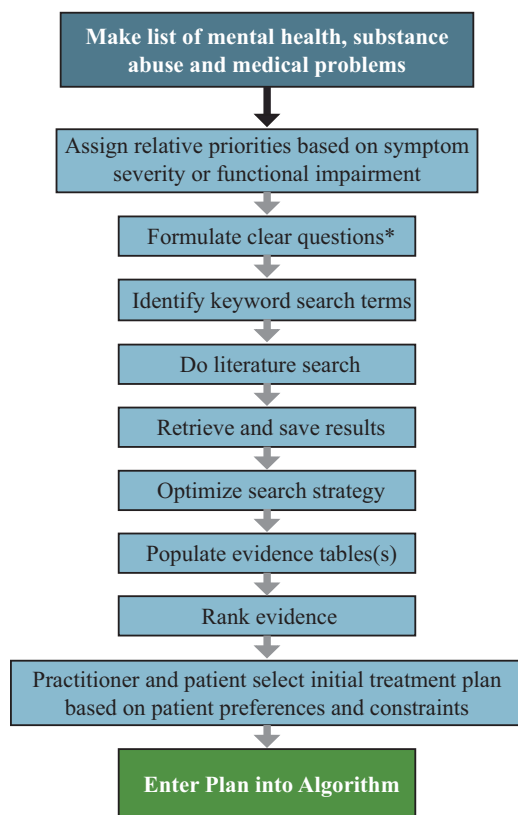 Make list of mental health, substance
abuse and medical problems
Assign relative priorities based on symptom
severity or functional impairment
Formulate clear questions*
Identify keyword search terms
Do literature search
Retrieve and save results
Optimize search strategy
Populate evidence tables(s)
Rank evidence
Practitioner and patient select initial treatment plan
based on patient preferences and constraints
Enter Plan into Algorithm